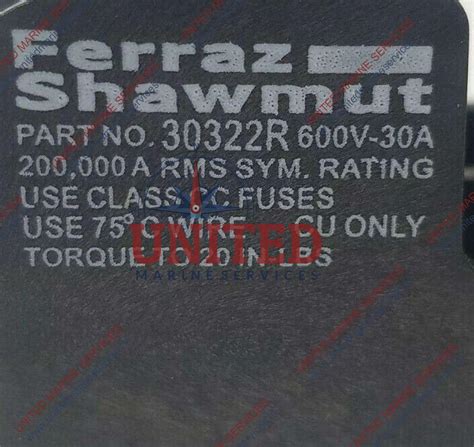 Ferraz
Shawmut
PART NO. 30322R 600V-30A
200,000 A RMS SYM. RATING
USE CLASS CC FUSES
USE 75°C WIRE CU ONLY
TORQUE TO 20 IN-LBS
UNITED
MARINE SERVICES